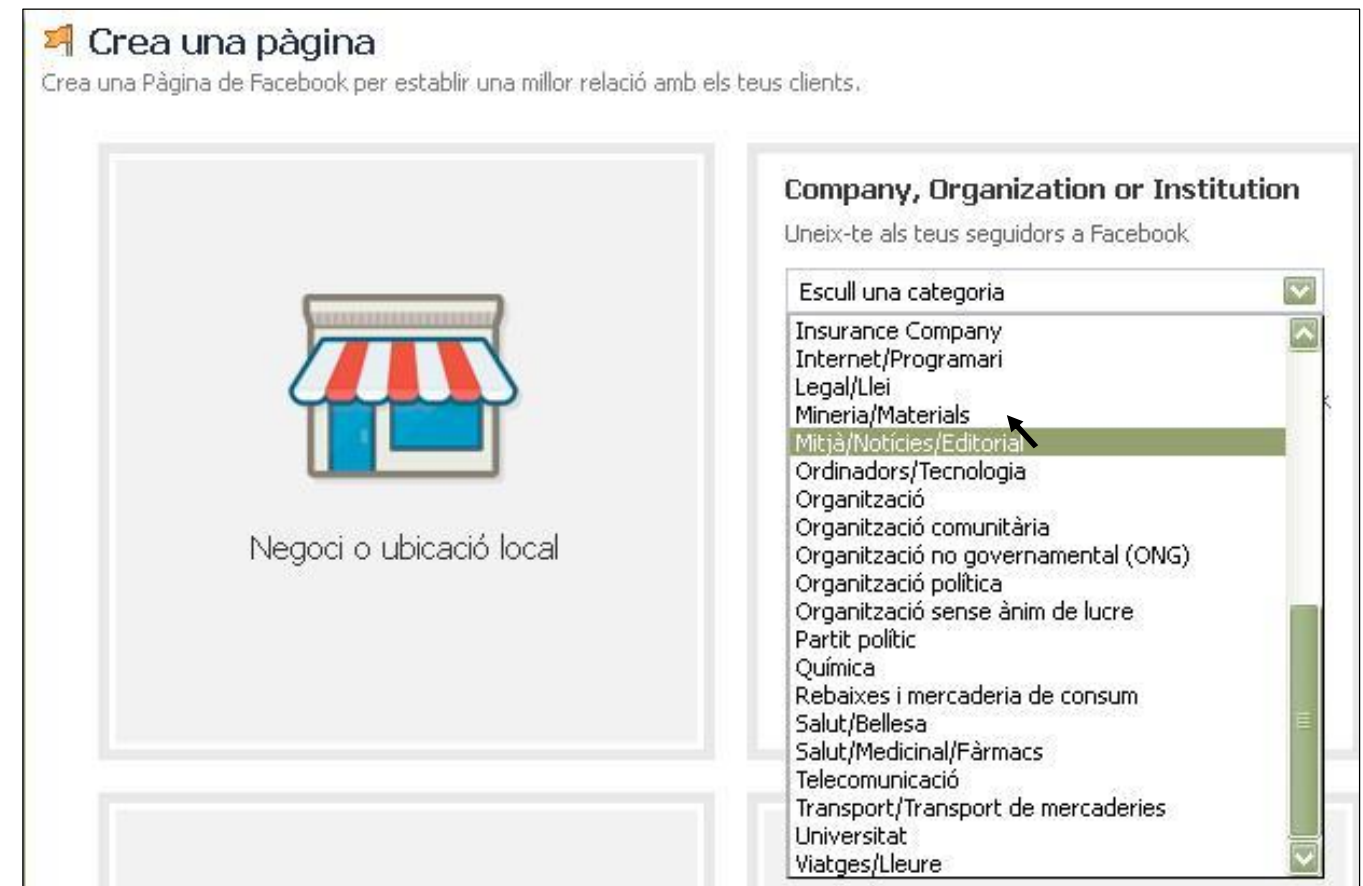 Crea una pàgina
Crea una Pàgina de Facebook per establir una millor relació amb els teus clients.
Negoci o ubicació local
Company, Organization or Institution
Uneix-te als teus seguidors a Facebook
Escull una categoria
Insurance Company
Internet/Programari
Legal/Llei
Mineria/Materials
Mitjà/Notícies/Editorial
Ordinadors/Tecnologia
Organització
Organització comunitària
Organització no governamental (ONG)
Organització política
Organització sense ànim de lucre
Partit polític
Química
Rebaixes i mercaderia de consum
Salut/Bellesa
Salut/Medicinal/Fàrmacs
Telecomunicació
Transport/Transport de mercaderies
Universitat
Viatges/Lleure